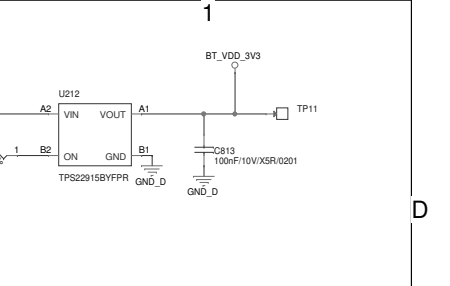 1
BT_VDD_3V3
U212
A2 VIN VOUT A1
TP11
1 B2 ON GND B1
C813
100nF/10V/X5R/0201
TPS22915BYFPR
GND_D
GND_D
D